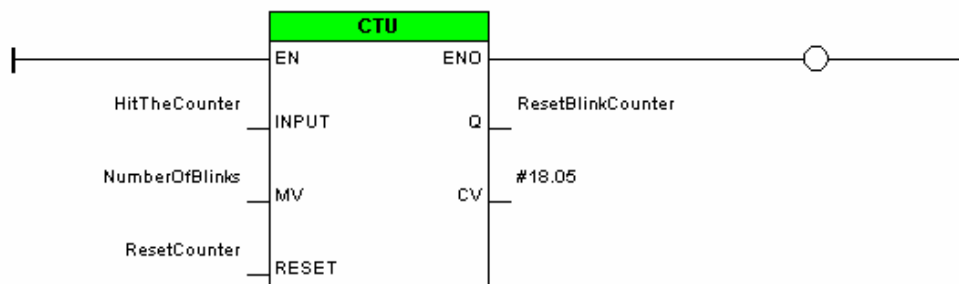 CTU
EN ENO
HitTheCounter ResetBlinkCounter
INPUT Q
NumberOfBlinks #18.05
MV CV
ResetCounter
RESET